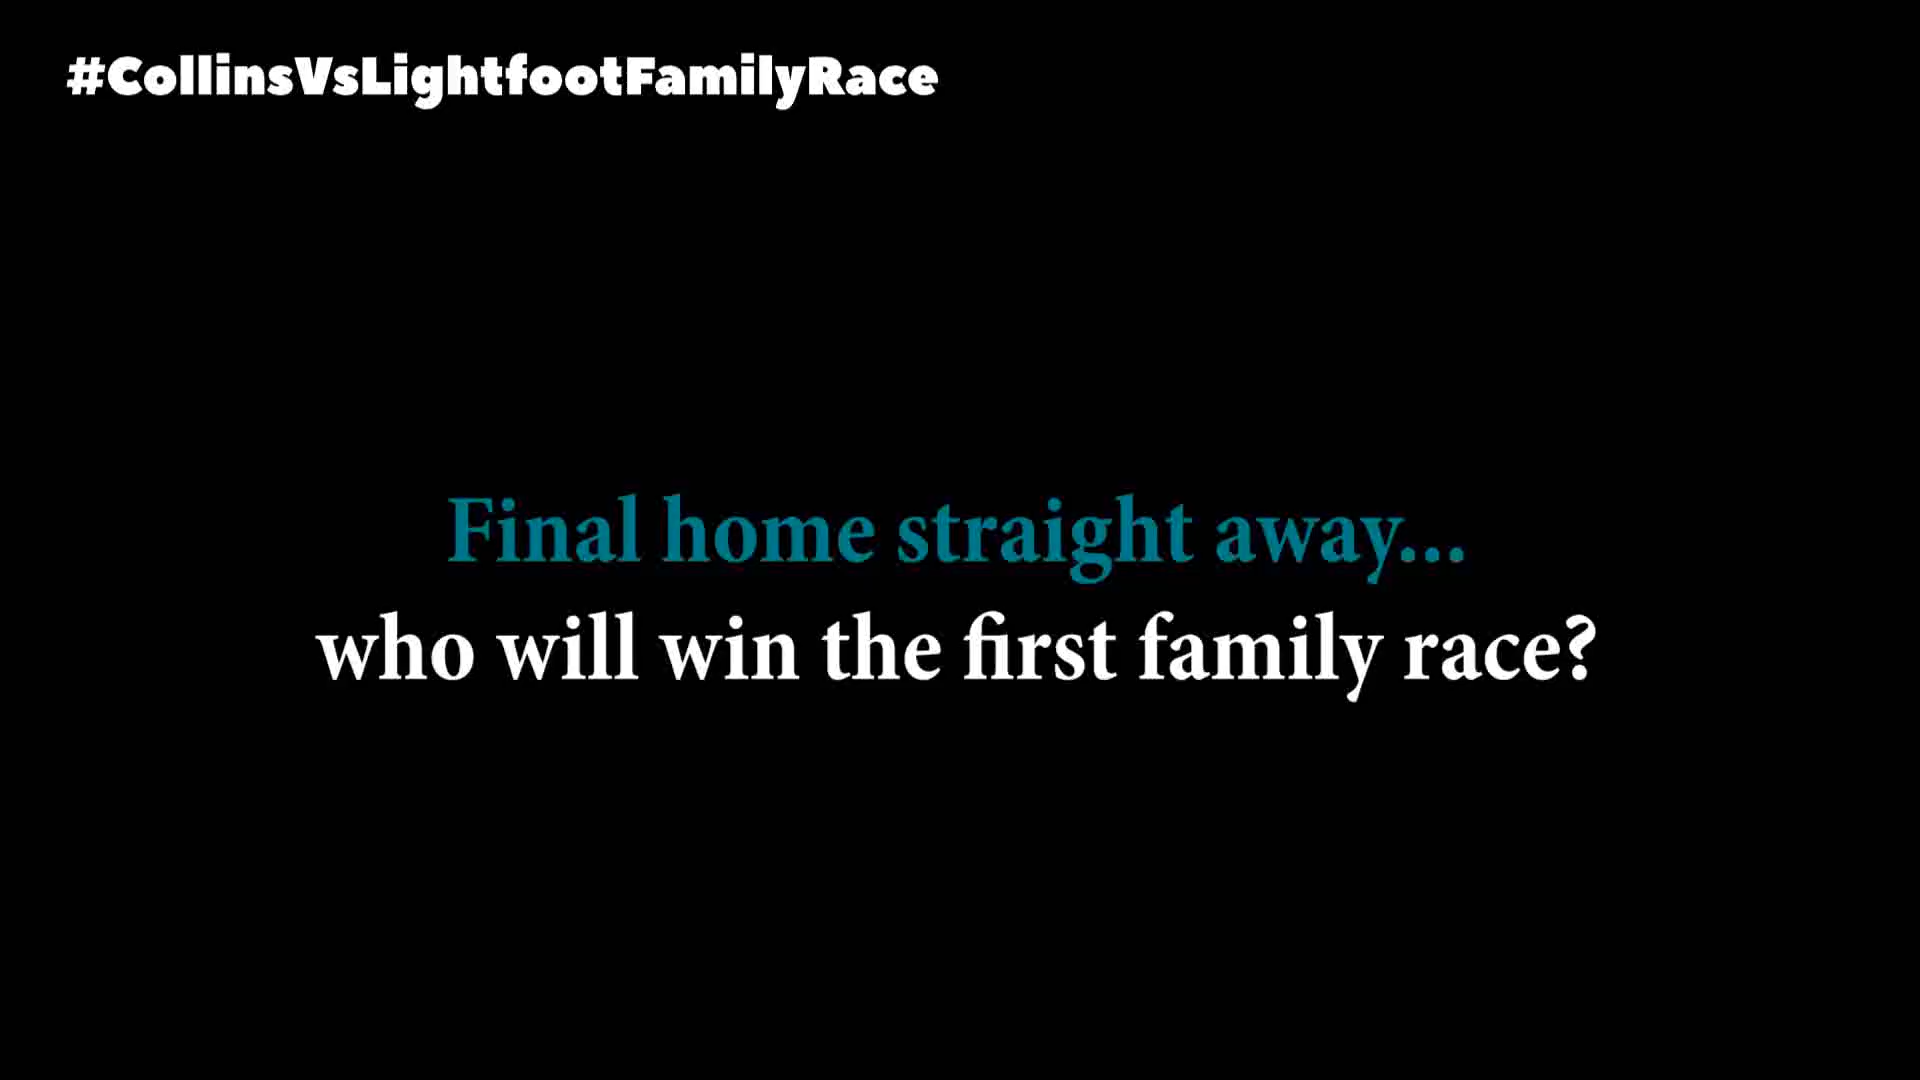 #CollinsVsLightfootFamilyRace
Final home straight away...
who will win the first family race?